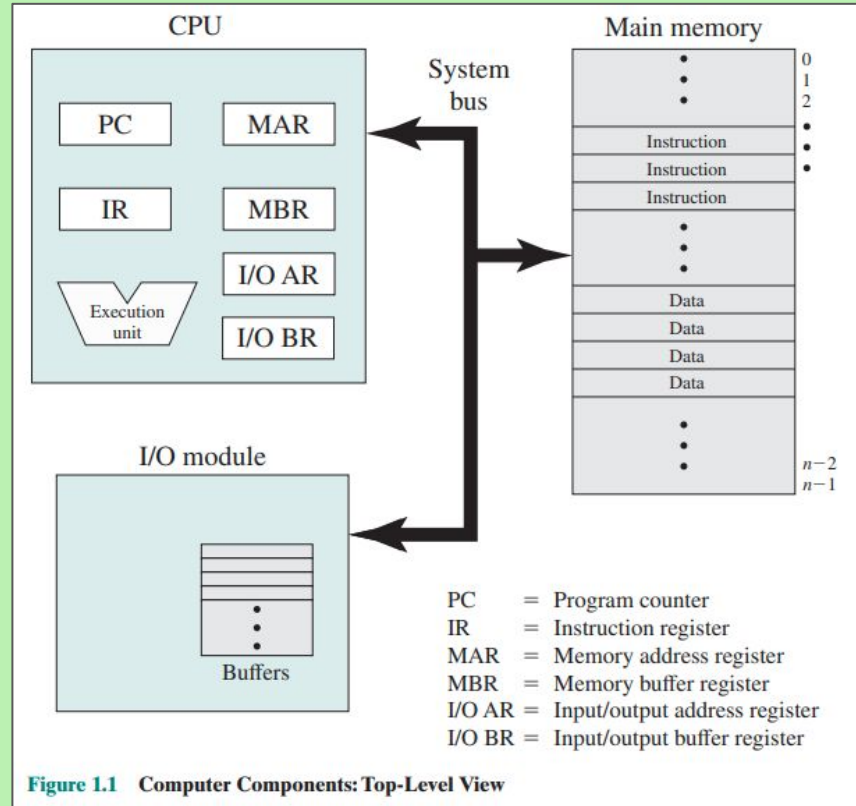 CPU
PC
MAR
IR
MBR
I/O AR
Execution
unit
I/O BR
System
bus
Main memory
0
1
2
Instruction
Instruction
Instruction
Data
Data
Data
Data
n−2
n−1
I/O module
Buffers
PC = Program counter
IR = Instruction register
MAR = Memory address register
MBR = Memory buffer register
I/O AR = Input/output address register
I/O BR = Input/output buffer register
Figure 1.1 Computer Components: Top-Level View